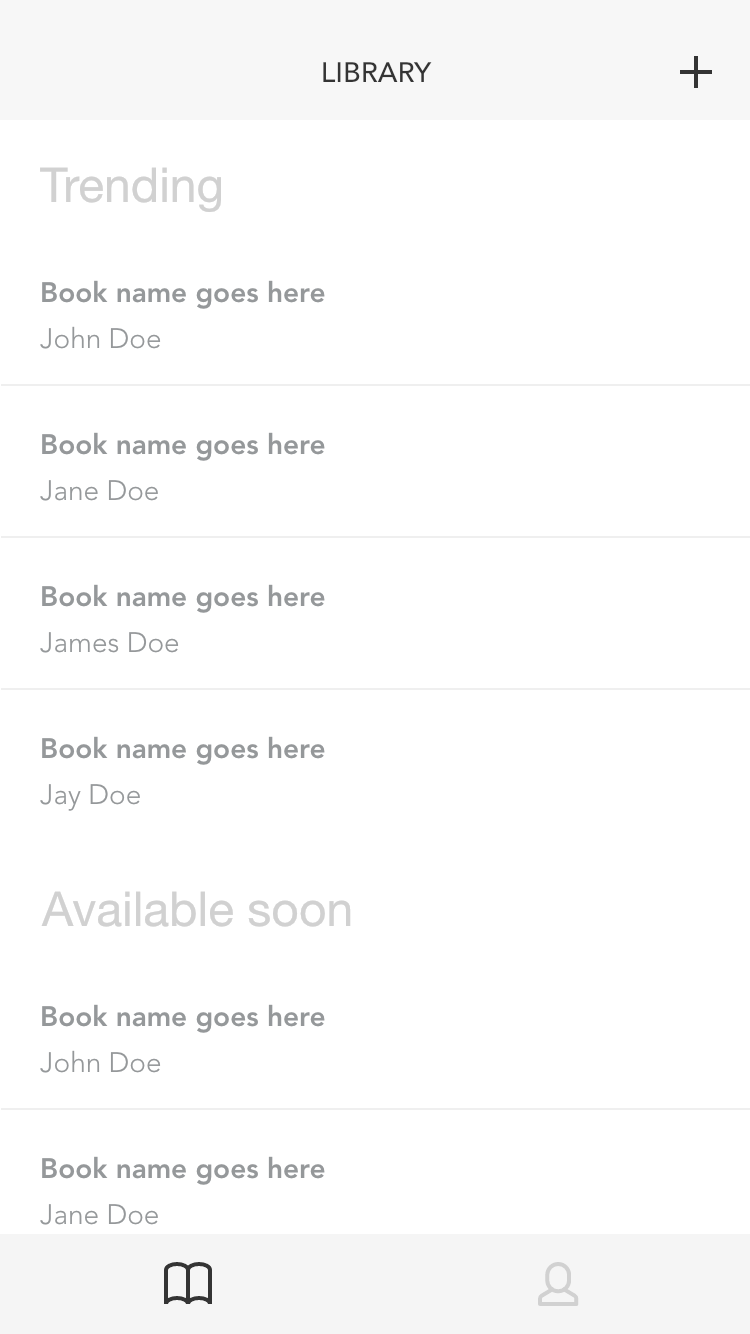 LIBRARY
Trending
Book name goes here
John Doe
Book name goes here
Jane Doe
Book name goes here
James Doe
Book name goes here
Jay Doe
Available soon
Book name goes here
John Doe
Book name goes here
Jane Doe